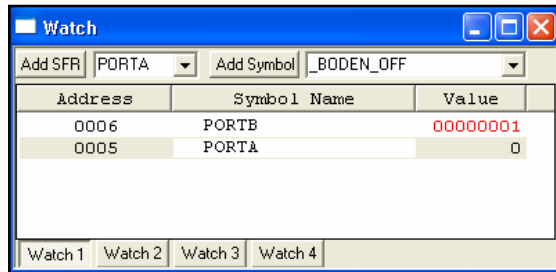 Watch
Add SFR PORTA Add Symbol _BODEN_OFF
Address Symbol Name Value
0006 PORTB 00000001
0005 PORTA 0
Watch 1 Watch 2 Watch 3 Watch 4